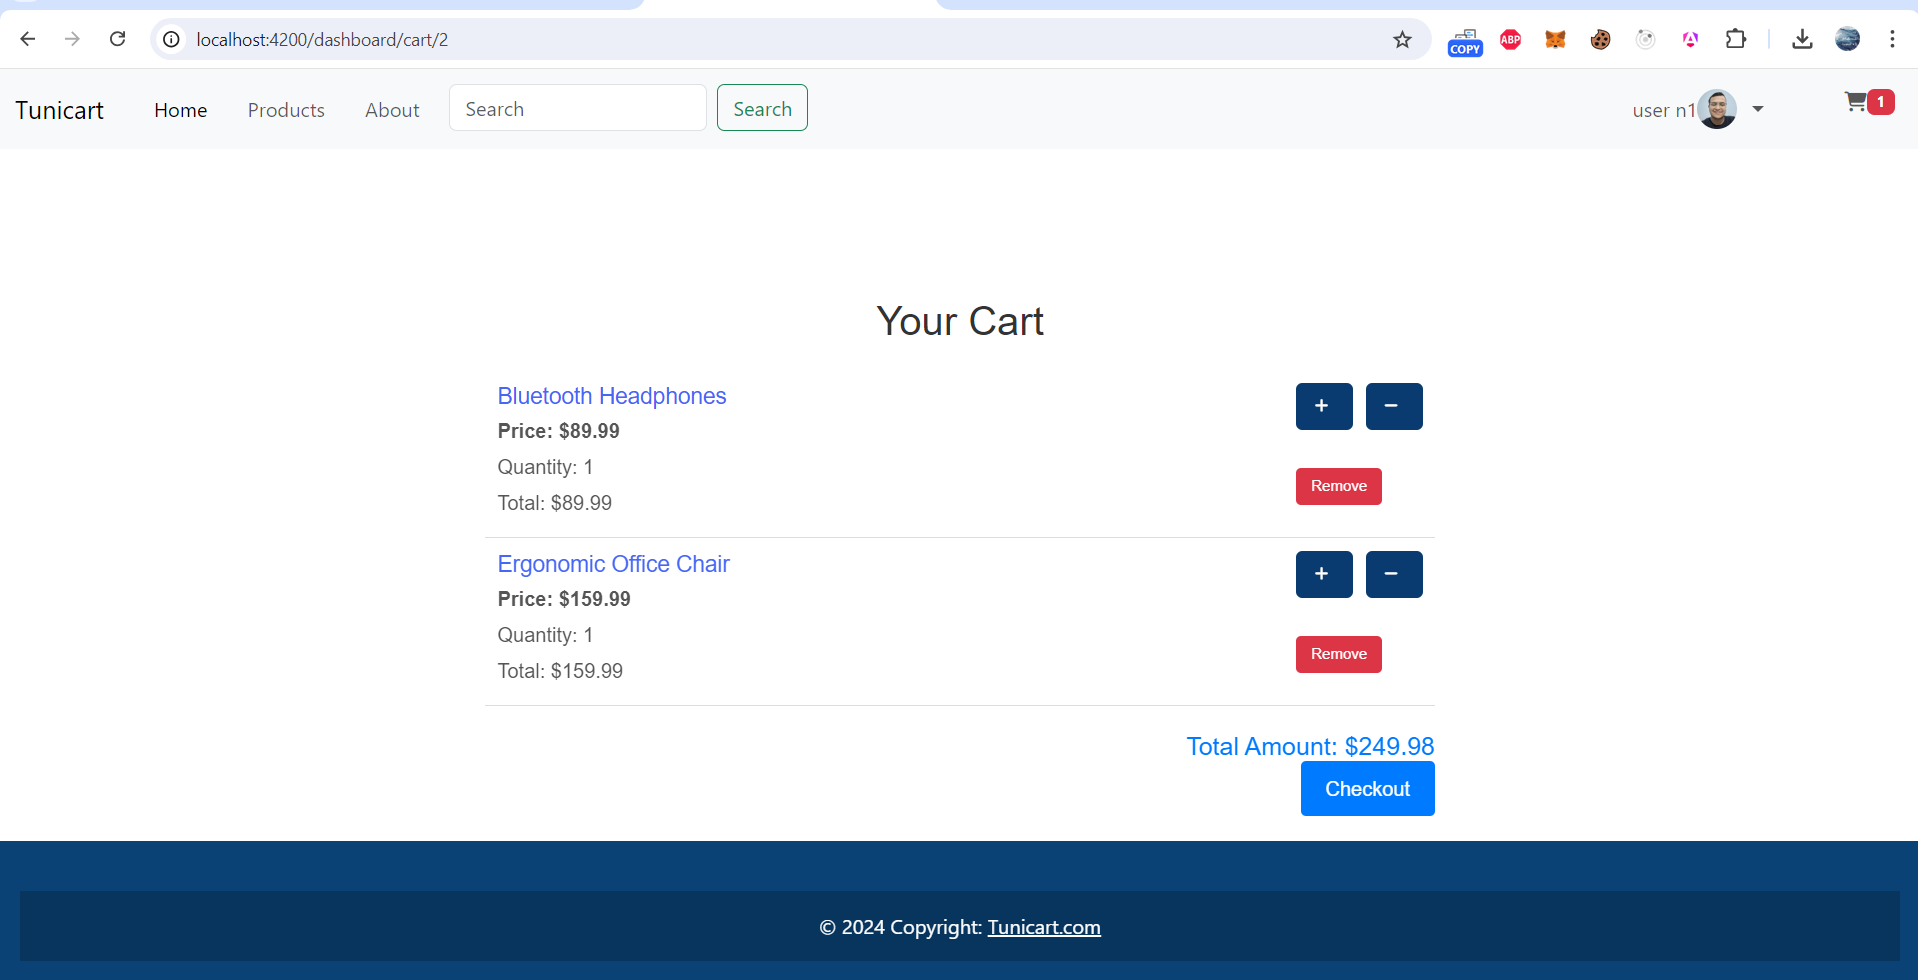 localhost:4200/dashboard/cart/2
COPY
ABP
Tunicart Home Products About Search Search user n1 1
Your Cart
Bluetooth Headphones
Price: $89.99
Quantity: 1
Total: $89.99
+ −
Remove
Ergonomic Office Chair
Price: $159.99
Quantity: 1
Total: $159.99
+ −
Remove
Total Amount: $249.98
Checkout
© 2024 Copyright: Tunicart.com